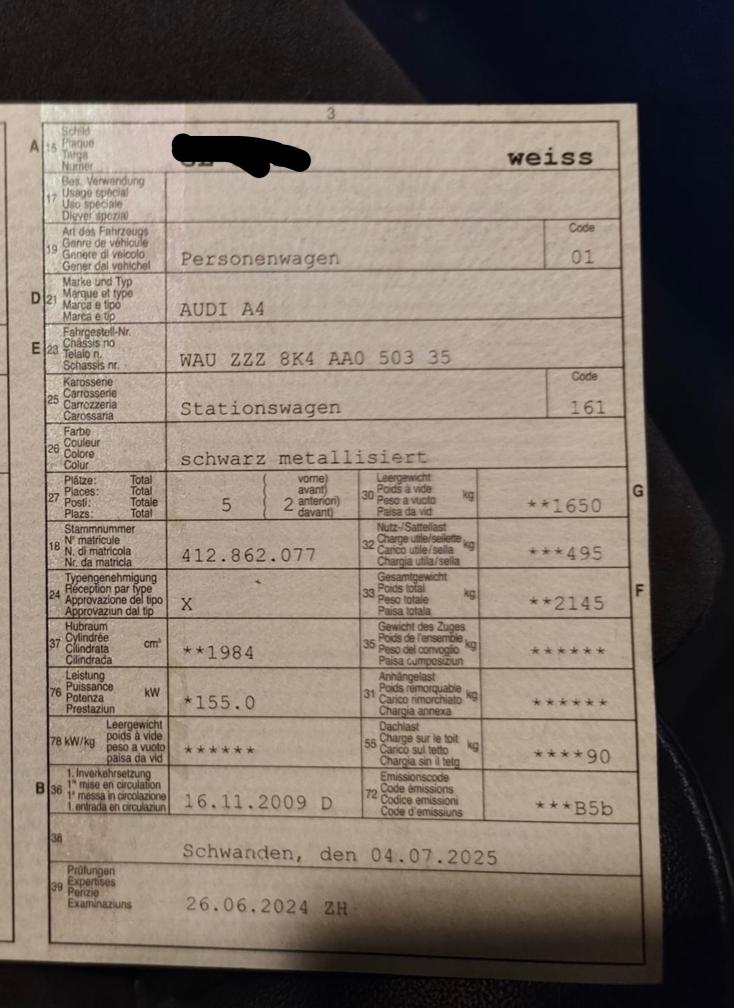 3
A 15 Schild
Plaque
Targa
Numer
weiss
17 Bes. Verwendung
Usage spécial
Uso speciale
Diever spezial
19 Art des Fahrzeugs
Genre de véhicule
Genere di veicolo
Gener dal vehichel
Personenwagen
Code
01
D 21 Marke und Typ
Marque et type
Marca e tipo
Marca e tip
AUDI A4
E 23 Fahrgestell-Nr.
Châssis no
Telaio n.
Schassis nr.
WAU ZZZ 8K4 AA0 503 35
25 Karosserie
Carrosserie
Carrozzeria
Carossaria
Stationswagen
Code
161
26 Farbe
Couleur
Colore
Colur
schwarz metallisiert
27 Plätze: Total
Places: Total
Posti: Totale
Plazs: Total
5
2
vorne)
avant)
anteriori)
davant)
30 Leergewicht
Poids à vide
Peso a vuoto
Paisa da vid
kg
**1650
G
18 Stammnummer
N° matricule
N. di matricola
Nr. da matricla
412.862.077
32 Nutz-/Sattellast
Charge utile/sellette
Carico utile/sella
Chargia utila/sella
kg
***495
24 Typengenehmigung
Réception par type
Approvazione del tipo
Approvaziun dal tip
X
33 Gesamtgewicht
Poids total
Peso totale
Paisa totala
kg
**2145
F
37 Hubraum
Cylindrée
Cilindrata
Cilindrada
cm³
**1984
35 Gewicht des Zuges
Poids de l'ensemble
Peso del convoglio
Paisa cumposiziun
kg
******
76 Leistung
Puissance
Potenza
Prestaziun
kW
*155.0
31 Anhängelast
Poids remorquable
Carico rimorchiato
Chargia annexa
kg
******
78 kW/kg
Leergewicht
poids à vide
peso a vuoto
paisa da vid
******
55 Dachlast
Charge sur le toit
Carico sul tetto
Chargia sin il tetg
kg
****90
B 36 1. Inverkehrsetzung
1re mise en circulation
1a messa in circolazione
1. entrada en circulaziun
16.11.2009 D
72 Emissionscode
Code émissions
Codice emissioni
Code d'emissiuns
***B5b
38
Schwanden, den 04.07.2025
39 Prüfungen
Expertises
Perizie
Examinaziuns
26.06.2024 ZH